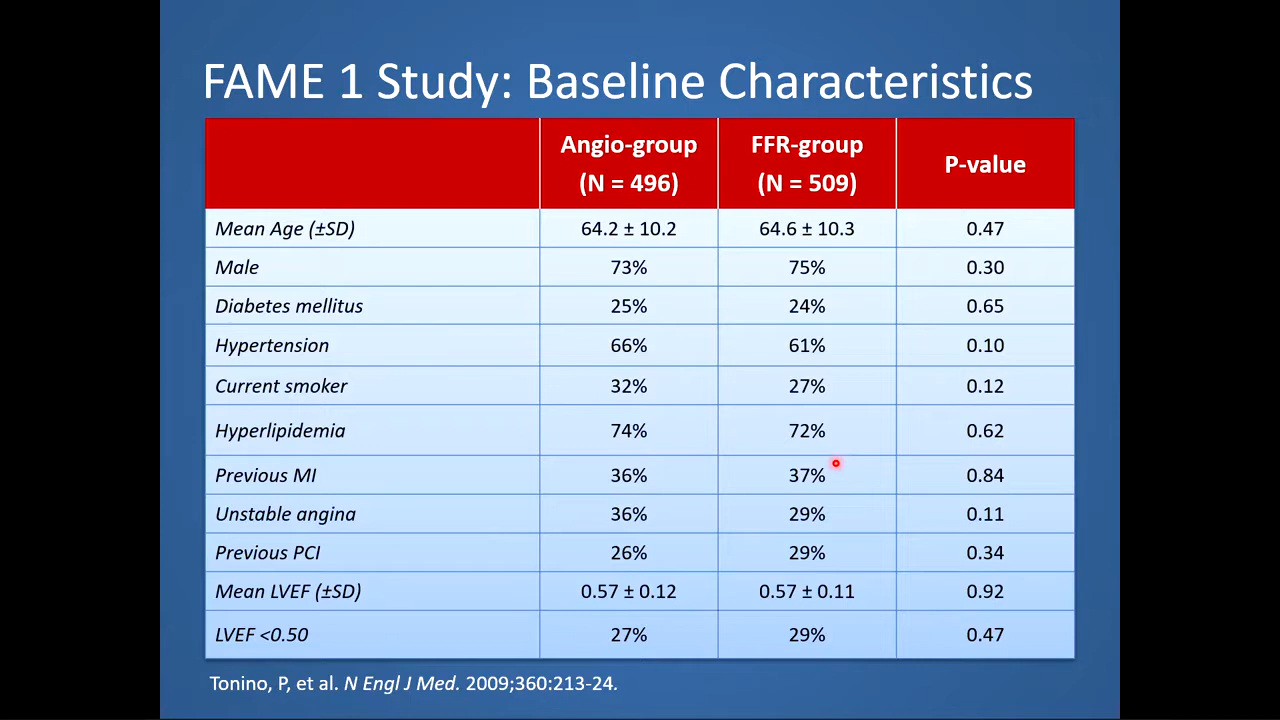 FAME 1 Study: Baseline Characteristics
Angio-group (N = 496) FFR-group (N = 509) P-value
Mean Age (±SD) 64.2 ± 10.2 64.6 ± 10.3 0.47
Male 73% 75% 0.30
Diabetes mellitus 25% 24% 0.65
Hypertension 66% 61% 0.10
Current smoker 32% 27% 0.12
Hyperlipidemia 74% 72% 0.62
Previous MI 36% 37% 0.84
Unstable angina 36% 29% 0.11
Previous PCI 26% 29% 0.34
Mean LVEF (±SD) 0.57 ± 0.12 0.57 ± 0.11 0.92
LVEF <0.50 27% 29% 0.47
Tonino, P, et al. N Engl J Med. 2009;360:213-24.